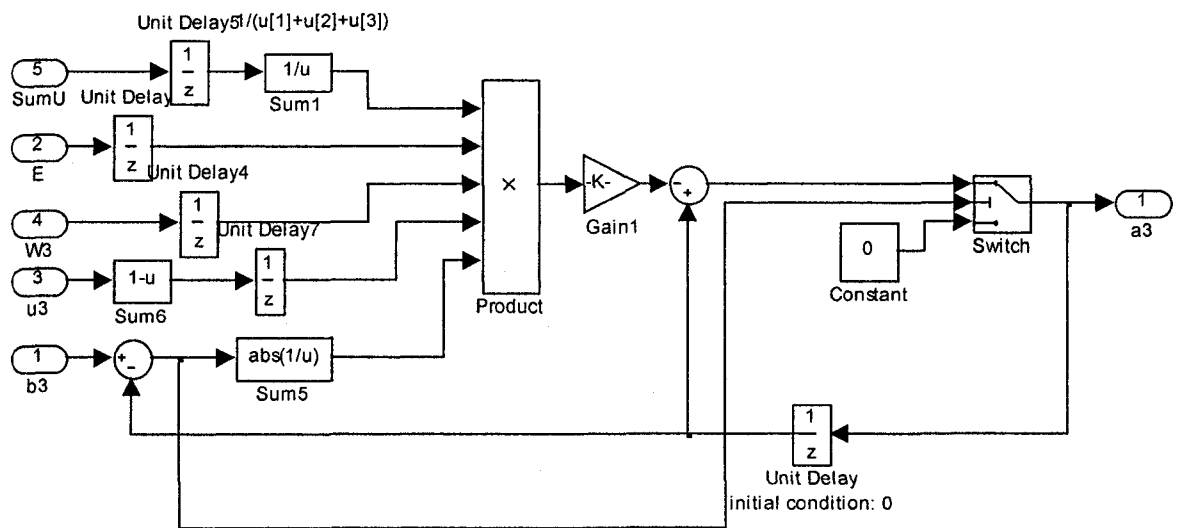 Unit Delay5
1/(u[1]+u[2]+u[3])
5
SumU
1
z
1/u
Sum1
Unit Delay
2
E
1
z
Unit Delay4
4
W3
1
z
Unit Delay7
3
u3
1-u
Sum6
1
z
1
b3
+
-
abs(1/u)
Sum5
×
Product
-K-
Gain1
-
+
0
Constant
Switch
1
a3
1
z
Unit Delay
initial condition: 0